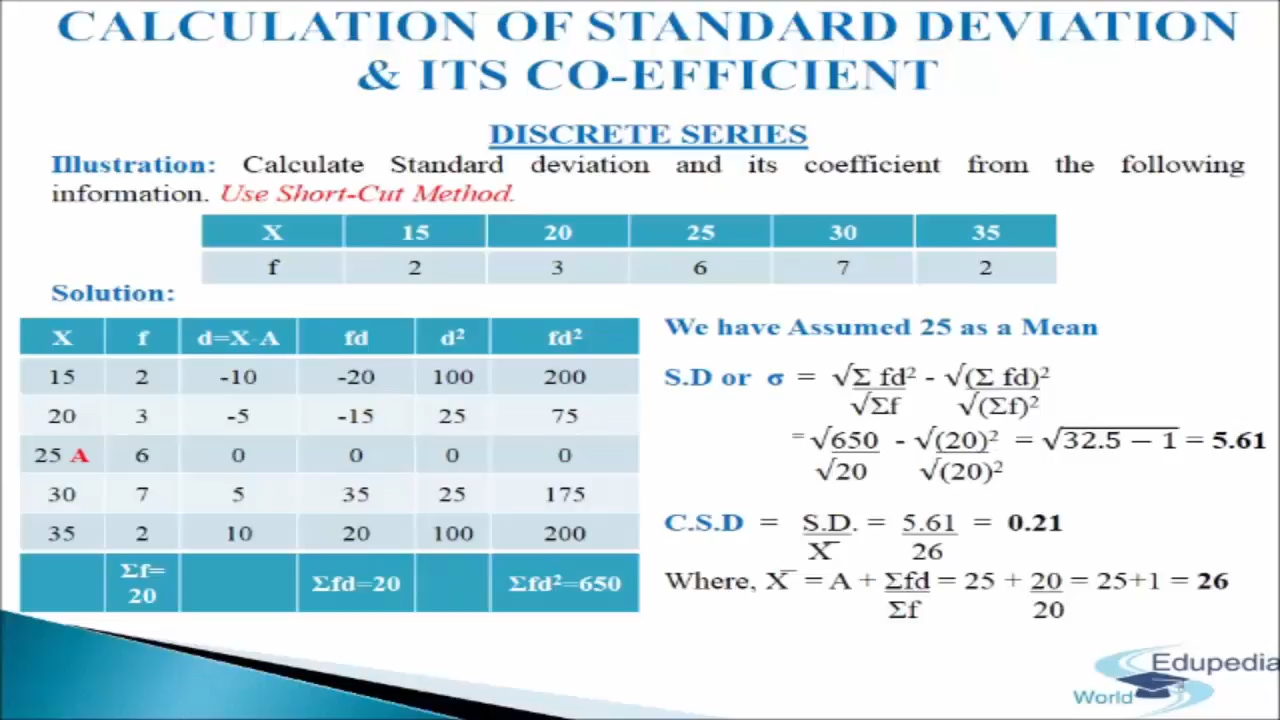 CALCULATION OF STANDARD DEVIATION
& ITS CO-EFFICIENT
DISCRETE SERIES
Illustration: Calculate Standard deviation and its coefficient from the following
information. Use Short-Cut Method.
X 15 20 25 30 35
f 2 3 6 7 2
Solution:
X f d=X-A fd d² fd²
15 2 -10 -20 100 200
20 3 -5 -15 25 75
25 A 6 0 0 0 0
30 7 5 35 25 175
35 2 10 20 100 200
Σf= 20 Σfd=20 Σfd²=650
We have Assumed 25 as a Mean
S.D or σ = √Σ fd² - √(Σ fd)²
√Σf √(Σf)²
= √650 - √(20)² = √32.5 − 1 = 5.61
√20 √(20)²
C.S.D = S.D. = 5.61 = 0.21
X̄ 26
Where, X̄ = A + Σfd = 25 + 20 = 25+1 = 26
Σf 20
Edupedia
World